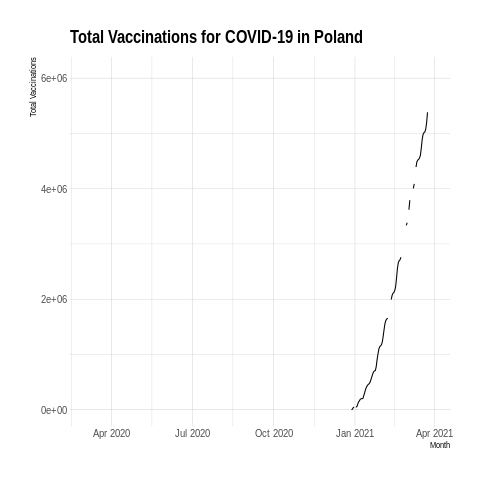 Total Vaccinations for COVID-19 in Poland
Total Vaccinations
6e+06
4e+06
2e+06
0e+00
Apr 2020 Jul 2020 Oct 2020 Jan 2021 Apr 2021
Month